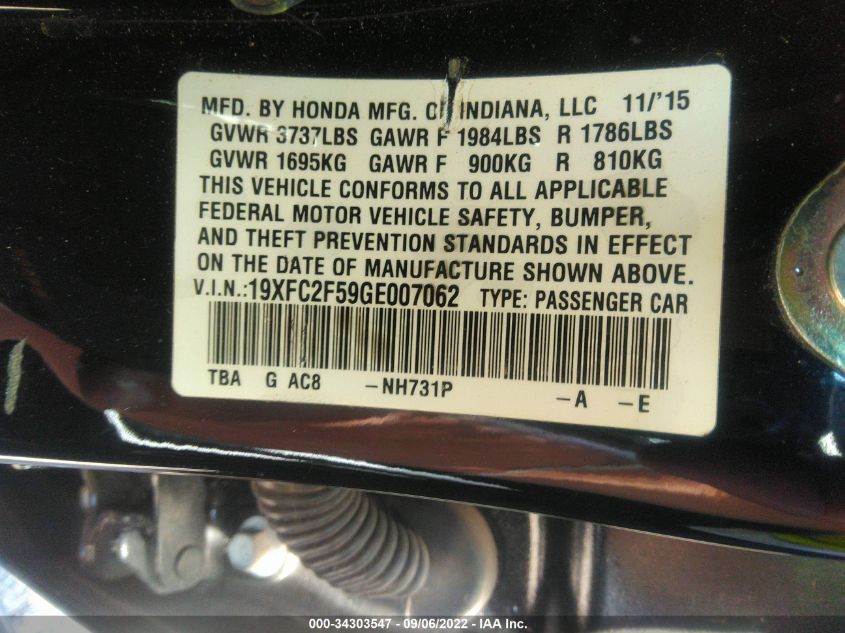 MFD. BY HONDA MFG. OF INDIANA, LLC 11/'15
GVWR 3737LBS GAWR F 1984LBS R 1786LBS
GVWR 1695KG GAWR F 900KG R 810KG
THIS VEHICLE CONFORMS TO ALL APPLICABLE
FEDERAL MOTOR VEHICLE SAFETY, BUMPER,
AND THEFT PREVENTION STANDARDS IN EFFECT
ON THE DATE OF MANUFACTURE SHOWN ABOVE.
V.I.N.:19XFC2F59GE007062 TYPE: PASSENGER CAR
TBA G AC8 -NH731P -A -E
000-34303547 - 09/06/2022 - IAA Inc.